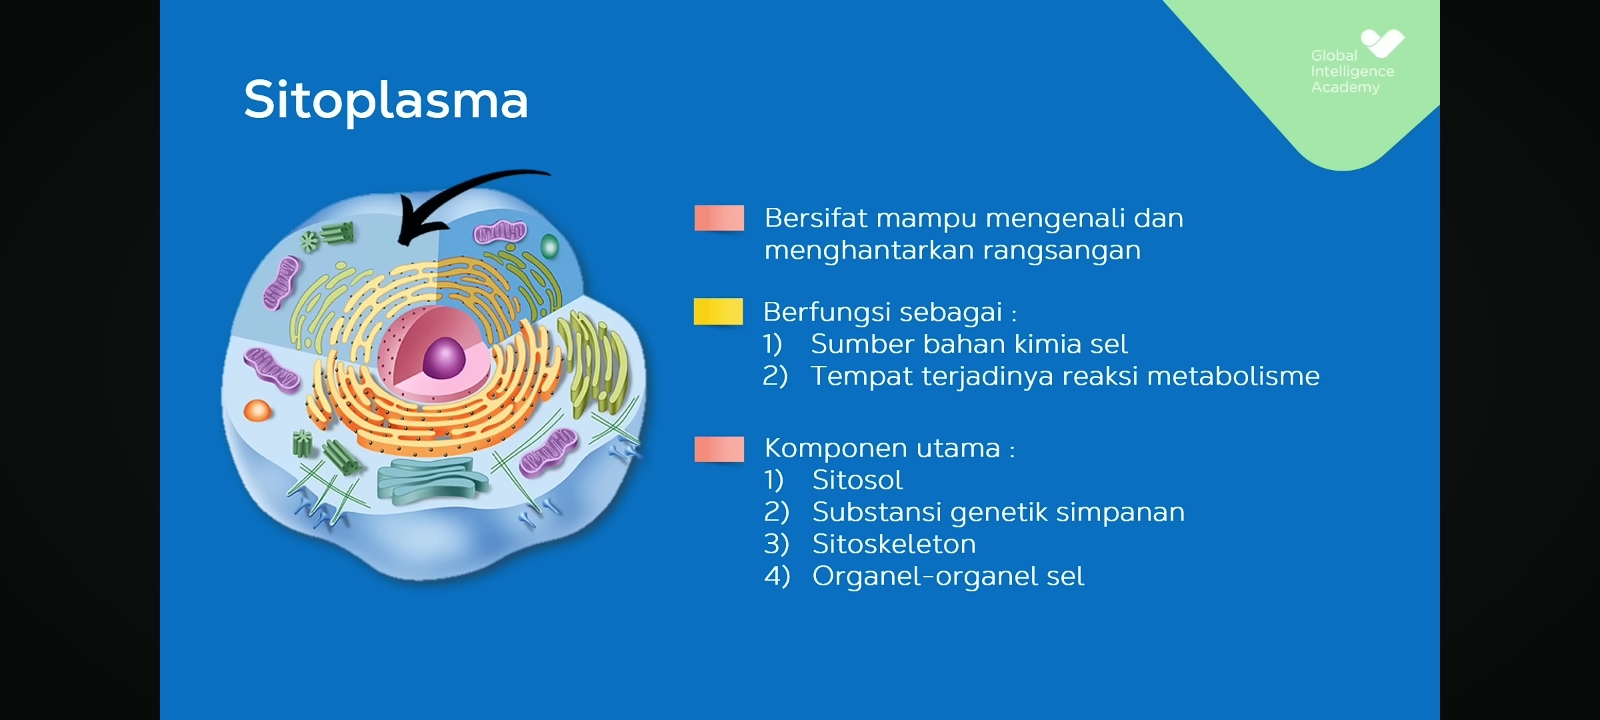 Global
Intelligence
Academy
Sitoplasma
Bersifat mampu mengenali dan
menghantarkan rangsangan
Berfungsi sebagai :
1) Sumber bahan kimia sel
2) Tempat terjadinya reaksi metabolisme
Komponen utama :
1) Sitosol
2) Substansi genetik simpanan
3) Sitoskeleton
4) Organel-organel sel